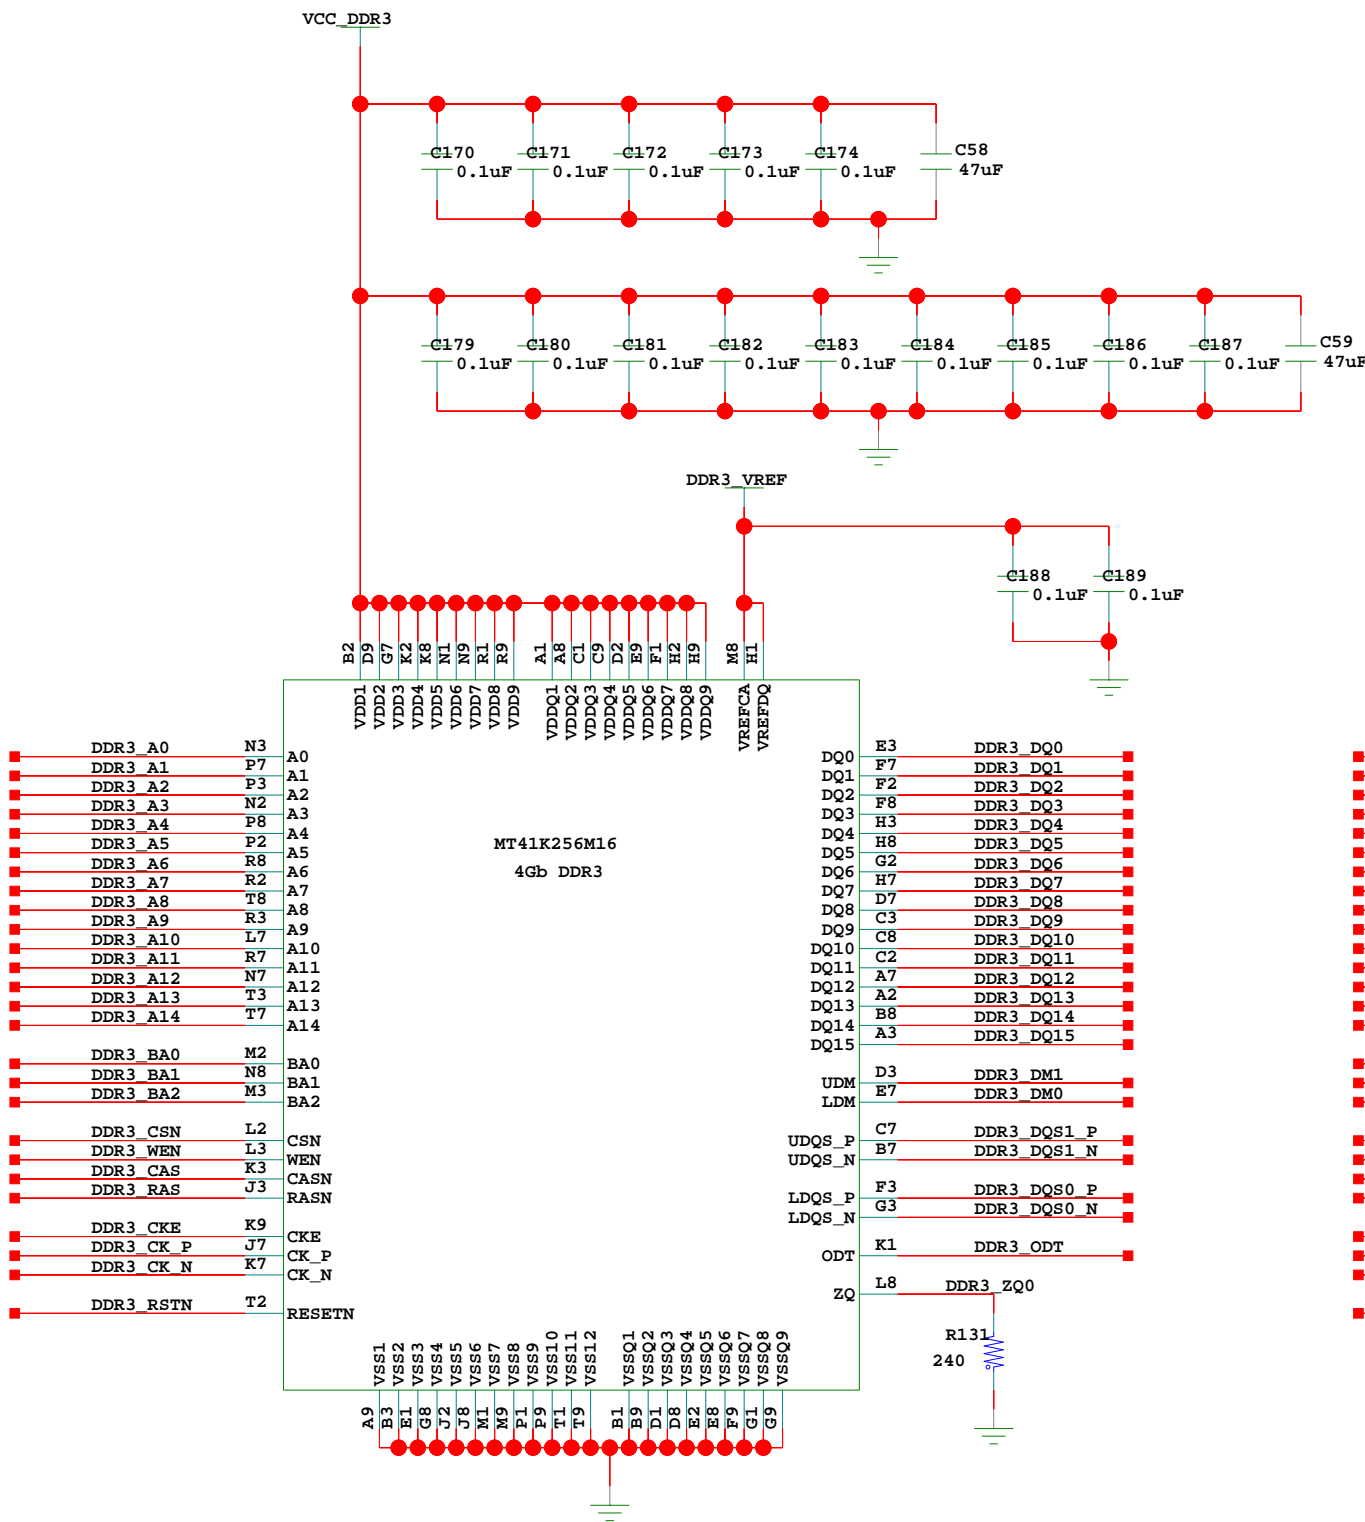 VCC_DDR3
C170 C171 C172 C173 C174 C58
0.1uF 0.1uF 0.1uF 0.1uF 0.1uF 47uF
C179 C180 C181 C182 C183 C184 C185 C186 C187 C59
0.1uF 0.1uF 0.1uF 0.1uF 0.1uF 0.1uF 0.1uF 0.1uF 0.1uF 47uF
DDR3_VREF
C188 C189
0.1uF 0.1uF
B2 D9 G7 K2 K8 N1 N9 R1 R9 A1 A8 C1 C9 D2 E9 F1 H2 H9 M8 H1
VDD1 VDD2 VDD3 VDD4 VDD5 VDD6 VDD7 VDD8 VDD9 VDDQ1 VDDQ2 VDDQ3 VDDQ4 VDDQ5 VDDQ6 VDDQ7 VDDQ8 VDDQ9 VREFCA VREFDQ
MT41K256M16
4Gb DDR3
DDR3_A0 N3 A0
DDR3_A1 P7 A1
DDR3_A2 P3 A2
DDR3_A3 N2 A3
DDR3_A4 P8 A4
DDR3_A5 P2 A5
DDR3_A6 R8 A6
DDR3_A7 R2 A7
DDR3_A8 T8 A8
DDR3_A9 R3 A9
DDR3_A10 L7 A10
DDR3_A11 R7 A11
DDR3_A12 N7 A12
DDR3_A13 T3 A13
DDR3_A14 T7 A14
DDR3_BA0 M2 BA0
DDR3_BA1 N8 BA1
DDR3_BA2 M3 BA2
DDR3_CSN L2 CSN
DDR3_WEN L3 WEN
DDR3_CAS K3 CASN
DDR3_RAS J3 RASN
DDR3_CKE K9 CKE
DDR3_CK_P J7 CK_P
DDR3_CK_N K7 CK_N
DDR3_RSTN T2 RESETN
DQ0 E3 DDR3_DQ0
DQ1 F7 DDR3_DQ1
DQ2 F2 DDR3_DQ2
DQ3 F8 DDR3_DQ3
DQ4 H3 DDR3_DQ4
DQ5 H8 DDR3_DQ5
DQ6 G2 DDR3_DQ6
DQ7 H7 DDR3_DQ7
DQ8 D7 DDR3_DQ8
DQ9 C3 DDR3_DQ9
DQ10 C8 DDR3_DQ10
DQ11 C2 DDR3_DQ11
DQ12 A7 DDR3_DQ12
DQ13 A2 DDR3_DQ13
DQ14 B8 DDR3_DQ14
DQ15 A3 DDR3_DQ15
UDM D3 DDR3_DM1
LDM E7 DDR3_DM0
UDQS_P C7 DDR3_DQS1_P
UDQS_N B7 DDR3_DQS1_N
LDQS_P F3 DDR3_DQS0_P
LDQS_N G3 DDR3_DQS0_N
ODT K1 DDR3_ODT
ZQ L8 DDR3_ZQ0
R131
240
VSS1 VSS2 VSS3 VSS4 VSS5 VSS6 VSS7 VSS8 VSS9 VSS10 VSS11 VSS12 VSSQ1 VSSQ2 VSSQ3 VSSQ4 VSSQ5 VSSQ6 VSSQ7 VSSQ8 VSSQ9
A9 B3 E1 G8 J2 J8 M1 M9 P1 P9 T1 T9 B1 B9 D1 D8 E2 E8 F9 G1 G9